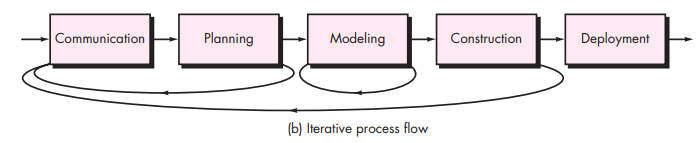 Communication
Planning
Modeling
Construction
Deployment
(b) Iterative process flow